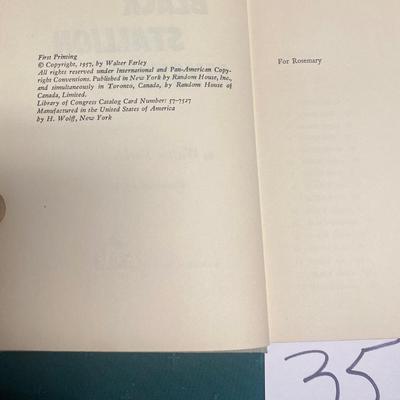 First Printing
© Copyright, 1957, by Walter Farley
All rights reserved under International and Pan-American Copy-
right Conventions. Published in New York by Random House, Inc.,
and simultaneously in Toronto, Canada, by Random House of
Canada, Limited.
Library of Congress Catalog Card Number: 57-7527
Manufactured in the United States of America
by H. Wolff, New York
For Rosemary
35